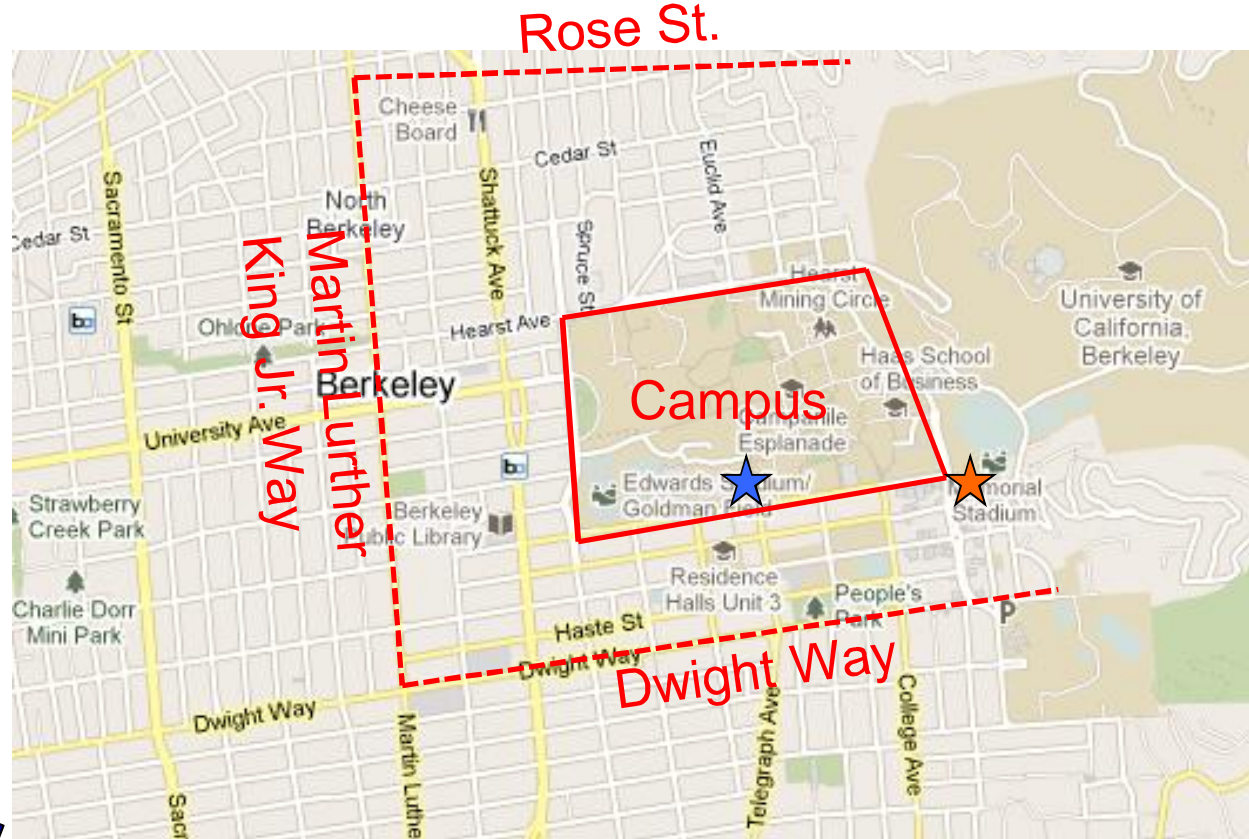 Rose St.
Cheese
Board
Cedar St
Euclid Ave
Sacramento St
Shattuck Ave
North
Berkeley
Cedar St
Spruce St
Martin Lurther
King Jr. Way
Hearst
Mining Circle
University of
California,
Berkeley
Ohlone Park
Hearst Ave
Haas School
of Business
Berkeley
Campus
Campanile
Esplanade
University Ave
Edwards Stadium/
Goldman Field
Memorial
Stadium
Strawberry
Creek Park
Berkeley
Public Library
Residence
Halls Unit 3
People's
Park
P
Charlie Dorr
Mini Park
Haste St
Dwight Way
Dwight Way
Dwight Way
College Ave
Telegraph Ave
Martin Luthe
Sacr